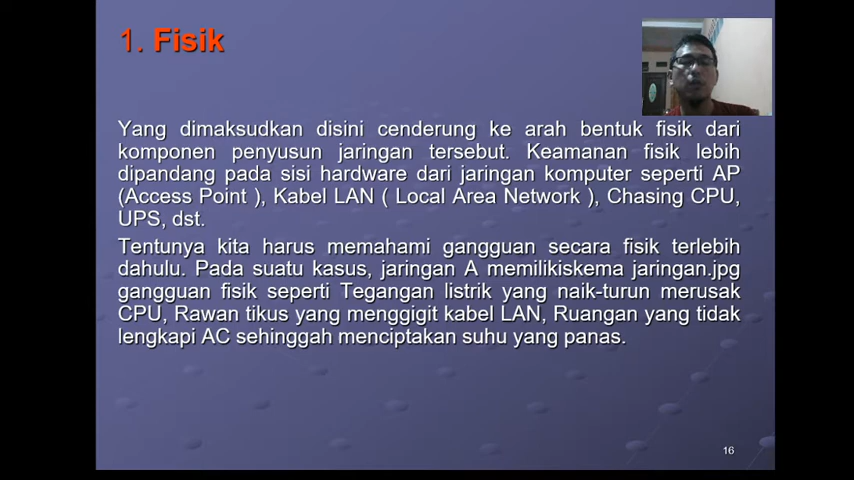 1. Fisik
Yang dimaksudkan disini cenderung ke arah bentuk fisik dari
komponen penyusun jaringan tersebut. Keamanan fisik lebih
dipandang pada sisi hardware dari jaringan komputer seperti AP
(Access Point ), Kabel LAN ( Local Area Network ), Chasing CPU,
UPS, dst.
Tentunya kita harus memahami gangguan secara fisik terlebih
dahulu. Pada suatu kasus, jaringan A memilikiskema jaringan.jpg
gangguan fisik seperti Tegangan listrik yang naik-turun merusak
CPU, Rawan tikus yang menggigit kabel LAN, Ruangan yang tidak
lengkapi AC sehinggah menciptakan suhu yang panas.
16